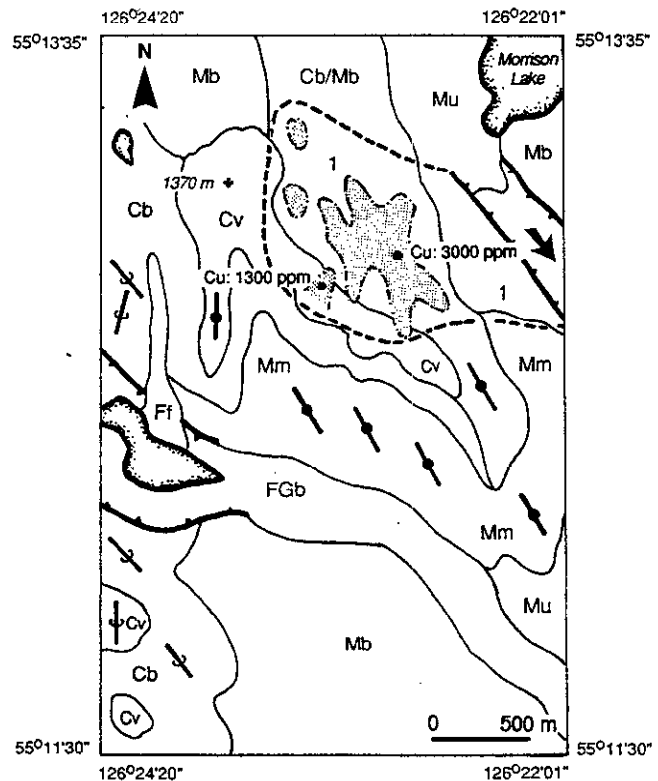 126°24'20"
126°22'01"
55°13'35"
55°13'35"
N
Mb
Cb/Mb
Mu
Morrison
Lake
Mb
1
1370 m
Cb
Cv
Cu: 3000 ppm
Cu: 1300 ppm
1
Mm
Cv
Mm
Ff
FGb
Mm
Mu
Cv
Mb
Cb
Cv
0 500 m
55°11'30"
55°11'30"
126°24'20"
126°22'01"